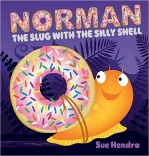 NORMAN
THE SLUG WITH THE SILLY SHELL
Sue Hendra